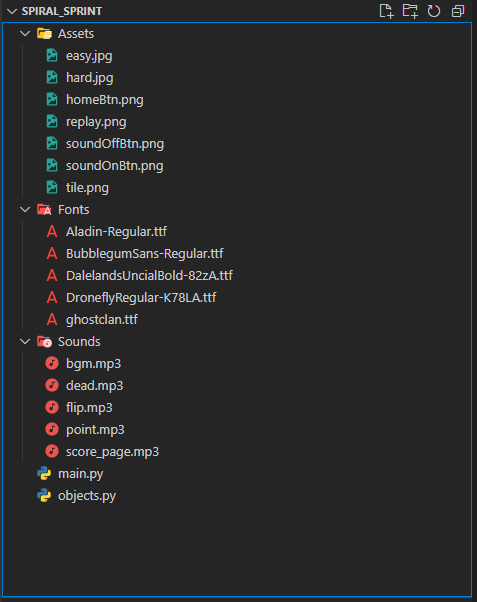 SPIRAL_SPRINT
Assets
easy.jpg
hard.jpg
homeBtn.png
replay.png
soundOffBtn.png
soundOnBtn.png
tile.png
Fonts
Aladin-Regular.ttf
BubblegumSans-Regular.ttf
DalelandsUncialBold-82zA.ttf
DroneflyRegular-K78LA.ttf
ghostclan.ttf
Sounds
bgm.mp3
dead.mp3
flip.mp3
point.mp3
score_page.mp3
main.py
objects.py